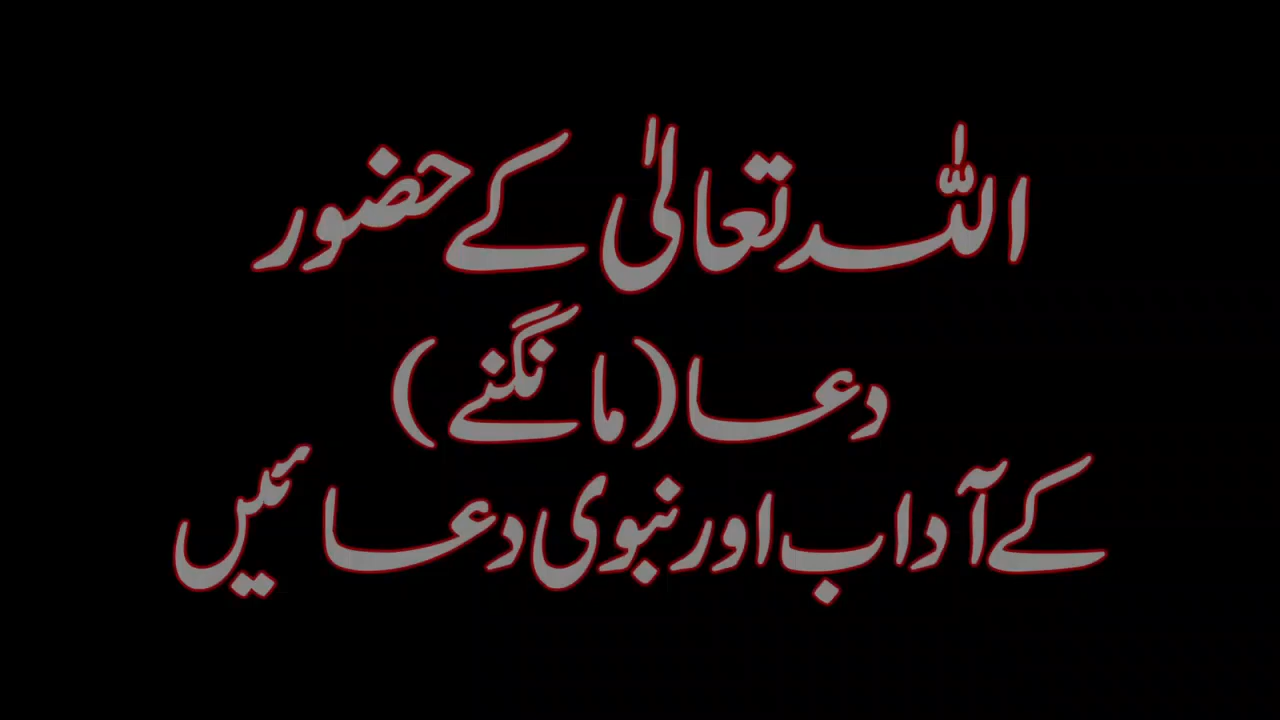 اللہ تعالیٰ کے حضور
دعا (مانگنے)
کے آداب اور نبوی دعائیں